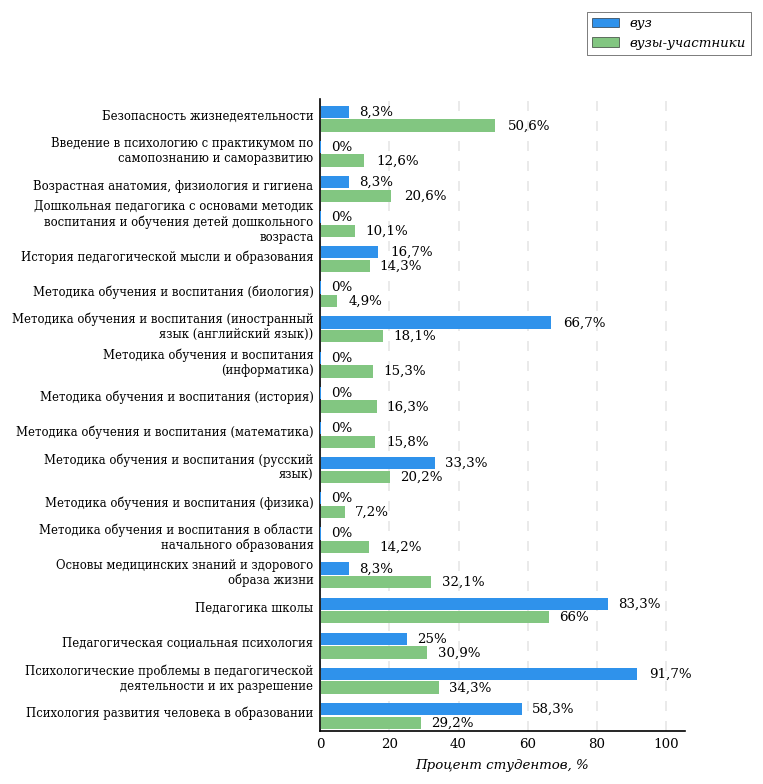 вуз
вузы-участники
Безопасность жизнедеятельности
8,3%
50,6%
Введение в психологию с практикумом по
самопознанию и саморазвитию
0%
12,6%
Возрастная анатомия, физиология и гигиена
8,3%
20,6%
Дошкольная педагогика с основами методик
воспитания и обучения детей дошкольного
возраста
0%
10,1%
История педагогической мысли и образования
16,7%
14,3%
Методика обучения и воспитания (биология)
0%
4,9%
Методика обучения и воспитания (иностранный
язык (английский язык))
66,7%
18,1%
Методика обучения и воспитания
(информатика)
0%
15,3%
Методика обучения и воспитания (история)
0%
16,3%
Методика обучения и воспитания (математика)
0%
15,8%
Методика обучения и воспитания (русский
язык)
33,3%
20,2%
Методика обучения и воспитания (физика)
0%
7,2%
Методика обучения и воспитания в области
начального образования
0%
14,2%
Основы медицинских знаний и здорового
образа жизни
8,3%
32,1%
Педагогика школы
83,3%
66%
Педагогическая социальная психология
25%
30,9%
Психологические проблемы в педагогической
деятельности и их разрешение
91,7%
34,3%
Психология развития человека в образовании
58,3%
29,2%
0 20 40 60 80 100
Процент студентов, %